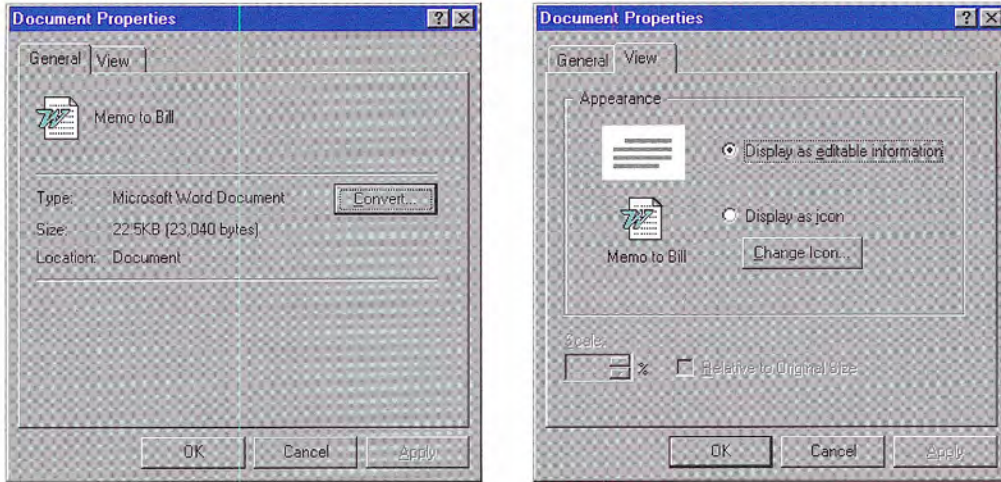 Document Properties
General View
Memo to Bill
Type: Microsoft Word Document
Convert...
Size: 22.5KB (23,040 bytes)
Location: Document
OK Cancel Apply
Document Properties
General View
Appearance
Display as editable information
Display as icon
Memo to Bill
Change Icon...
Scale:
% Relative to Original Size
OK Cancel Apply